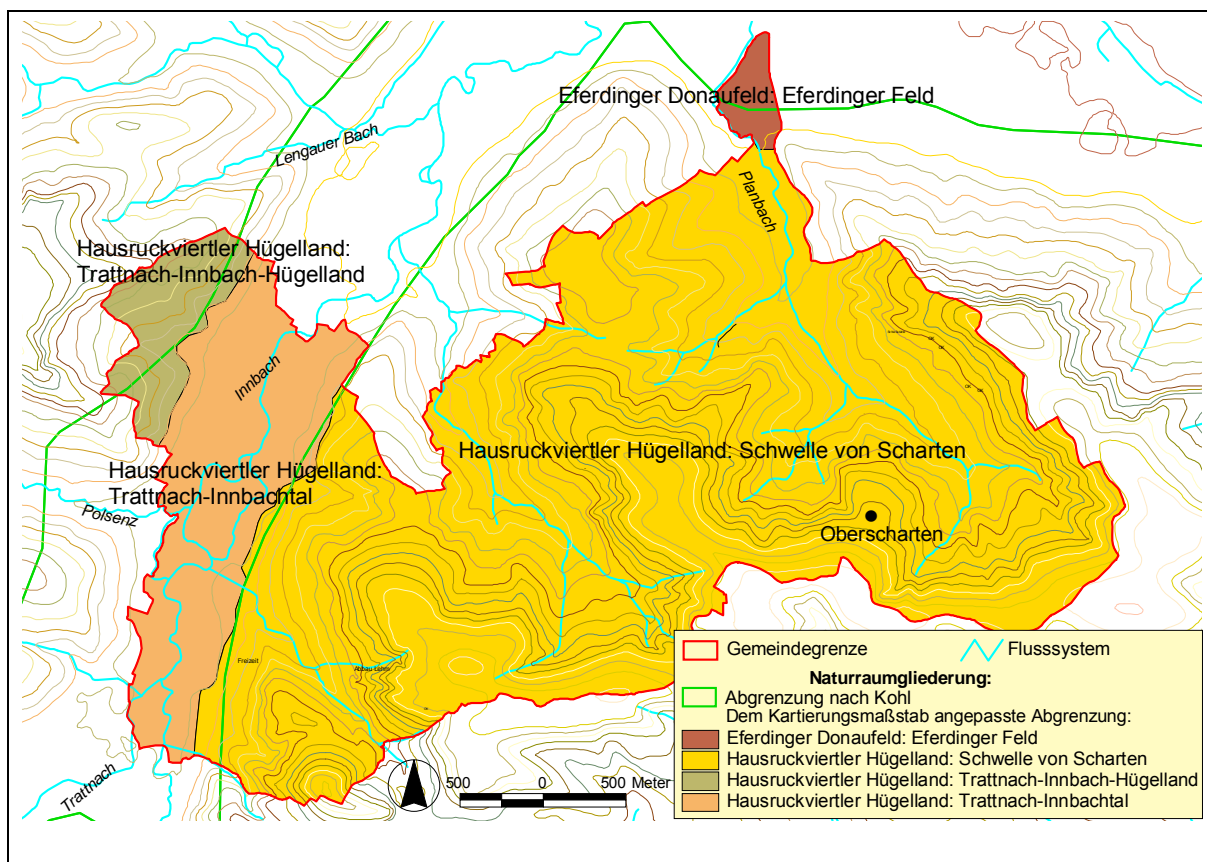 Eferdinger Donaufeld: Eferdinger Feld
Lengauer Bach
Planbach
Hausruckviertler Hügelland:
Trattnach-Innbach-Hügelland
Innbach
Hausruckviertler Hügelland: Schwelle von Scharten
Hausruckviertler Hügelland:
Trattnach-Innbachtal
Polsenz
Oberscharten
Freizeit
Abbau Lehm
Trattnach
500 0 500 Meter
Gemeindegrenze
Flusssystem
Naturraumgliederung:
Abgrenzung nach Kohl
Dem Kartierungsmaßstab angepasste Abgrenzung:
Eferdinger Donaufeld: Eferdinger Feld
Hausruckviertler Hügelland: Schwelle von Scharten
Hausruckviertler Hügelland: Trattnach-Innbach-Hügelland
Hausruckviertler Hügelland: Trattnach-Innbachtal